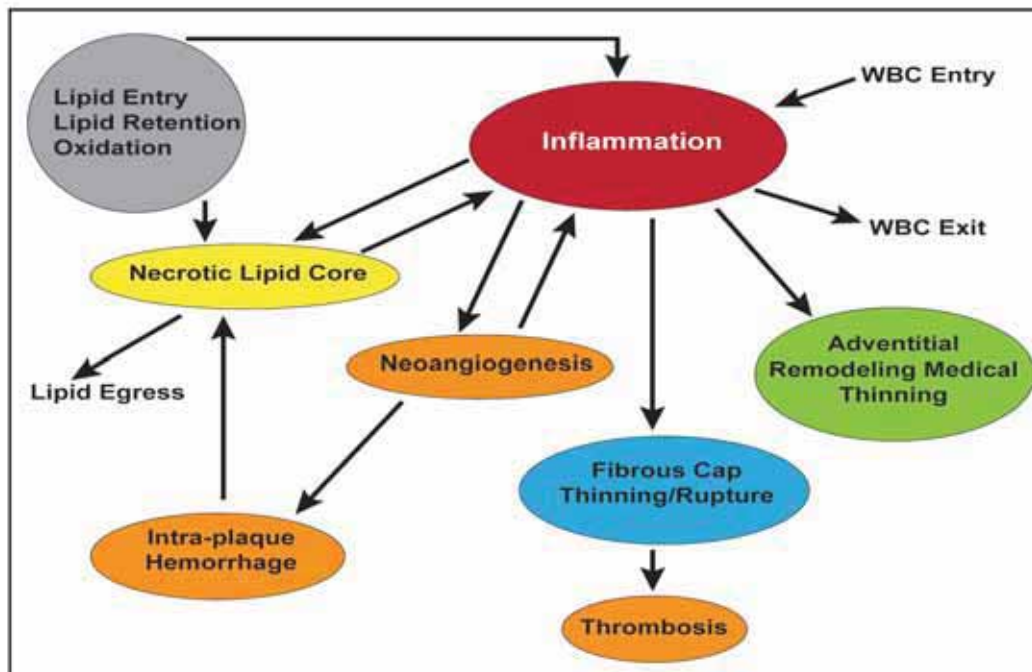 Lipid Entry
Lipid Retention
Oxidation
Inflammation
WBC Entry
WBC Exit
Necrotic Lipid Core
Lipid Egress
Neoangiogenesis
Adventitial
Remodeling Medical
Thinning
Fibrous Cap
Thinning/Rupture
Intra-plaque
Hemorrhage
Thrombosis